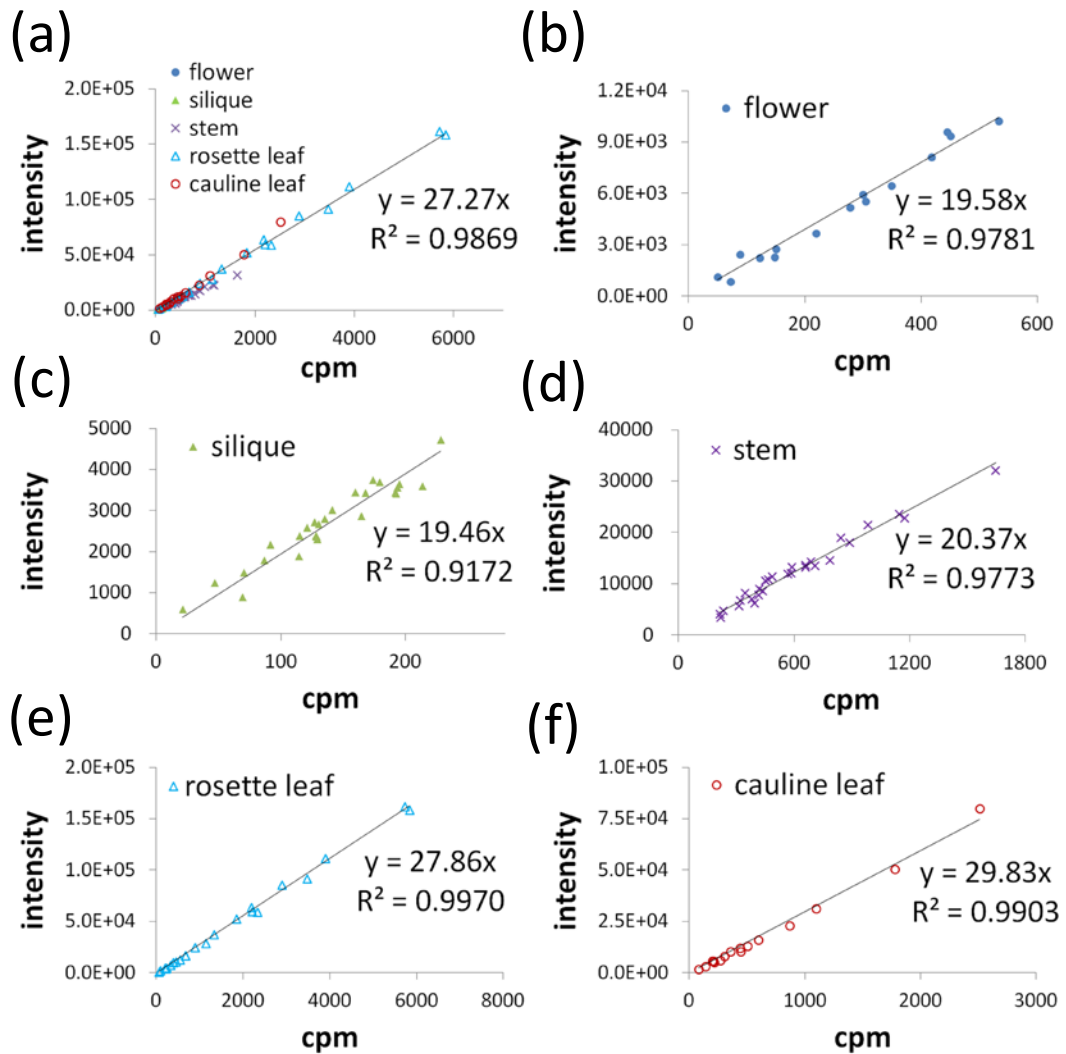 (a)
flower
silique
stem
rosette leaf
cauline leaf
2.0E+05
1.5E+05
1.0E+05
5.0E+04
0.0E+00
intensity
y = 27.27x
R² = 0.9869
0 2000 4000 6000
cpm
(b)
flower
1.2E+04
9.0E+03
6.0E+03
3.0E+03
0.0E+00
intensity
y = 19.58x
R² = 0.9781
0 200 400 600
cpm
(c)
silique
5000
4000
3000
2000
1000
0
intensity
y = 19.46x
R² = 0.9172
0 100 200
cpm
(d)
stem
40000
30000
20000
10000
0
intensity
y = 20.37x
R² = 0.9773
0 600 1200 1800
cpm
(e)
rosette leaf
2.0E+05
1.5E+05
1.0E+05
5.0E+04
0.0E+00
intensity
y = 27.86x
R² = 0.9970
0 2000 4000 6000 8000
cpm
(f)
cauline leaf
1.0E+05
7.5E+04
5.0E+04
2.5E+04
0.0E+00
intensity
y = 29.83x
R² = 0.9903
0 1000 2000 3000
cpm